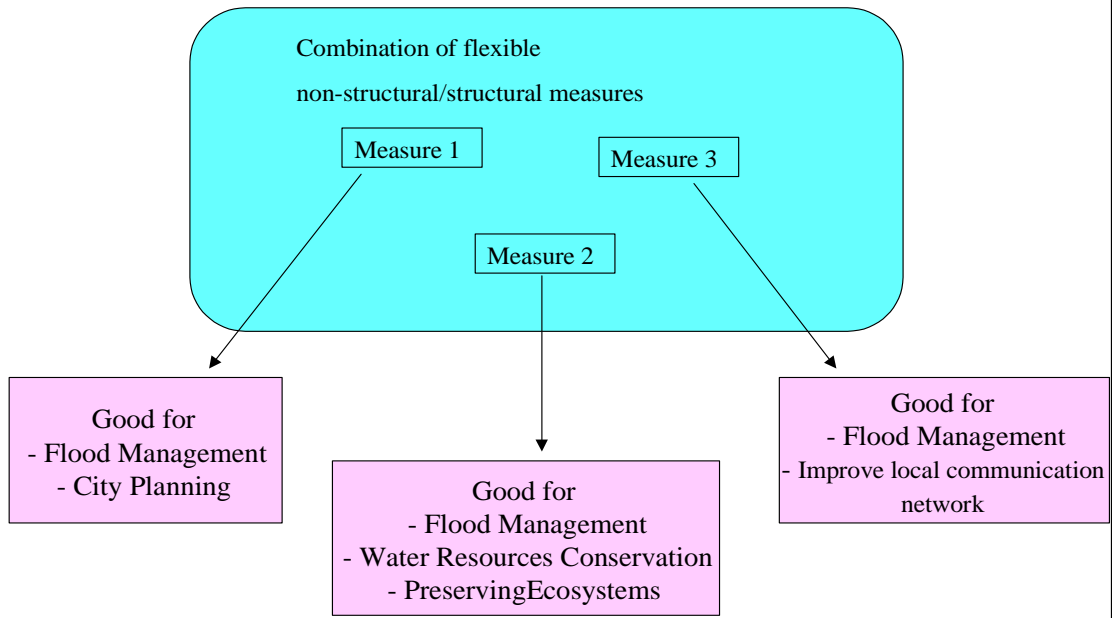 Combination of flexible
non-structural/structural measures
Measure 1
Measure 3
Measure 2
Good for
- Flood Management
- City Planning
Good for
- Flood Management
- Water Resources Conservation
- PreservingEcosystems
Good for
- Flood Management
- Improve local communication
network